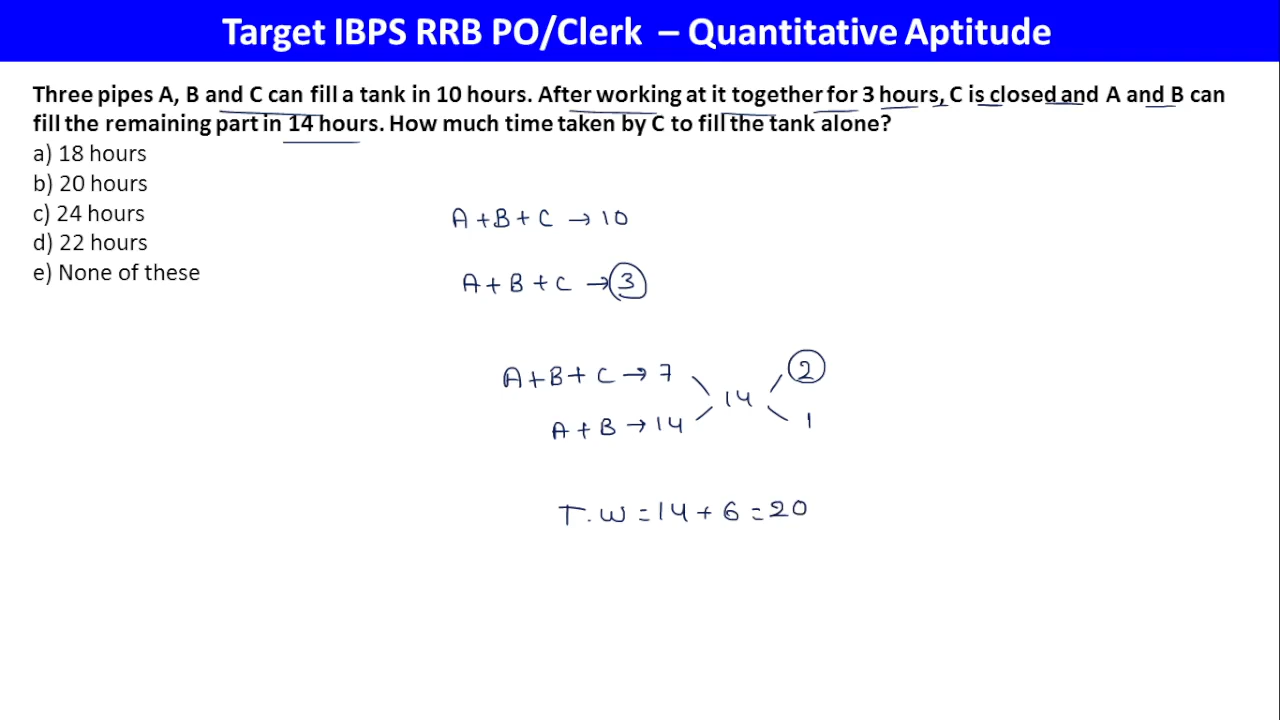 Target IBPS RRB PO/Clerk – Quantitative Aptitude
Three pipes A, B and C can fill a tank in 10 hours. After working at it together for 3 hours, C is closed and A and B can
fill the remaining part in 14 hours. How much time taken by C to fill the tank alone?
a) 18 hours
b) 20 hours
c) 24 hours
d) 22 hours
e) None of these
A + B + C → 10
A + B + C → 3
A + B + C → 7
A + B → 14
14
2
1
T.W = 14 + 6 = 20